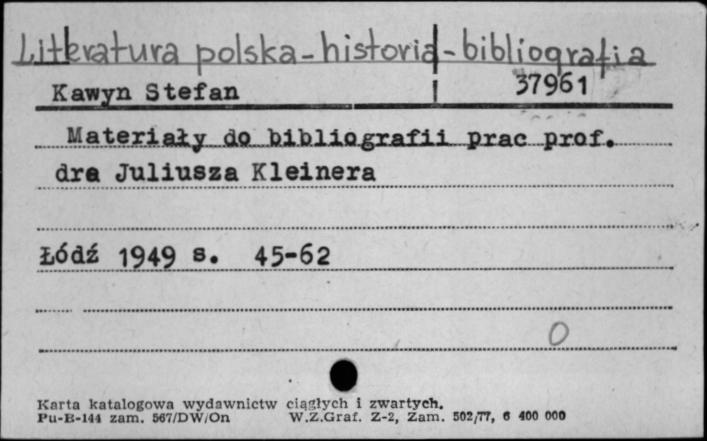 Literatura polska-historia-bibliografia
Kawyn Stefan 37961
Materiały do bibliografii prac prof.
dra Juliusza Kleinera
Łódź 1949 s. 45-62
0
Karta katalogowa wydawnictw ciągłych i zwartych.
Pu-B-144 zam. 567/DW/On W.Z.Graf. Z-2, Zam. 502/77, 6 400 000